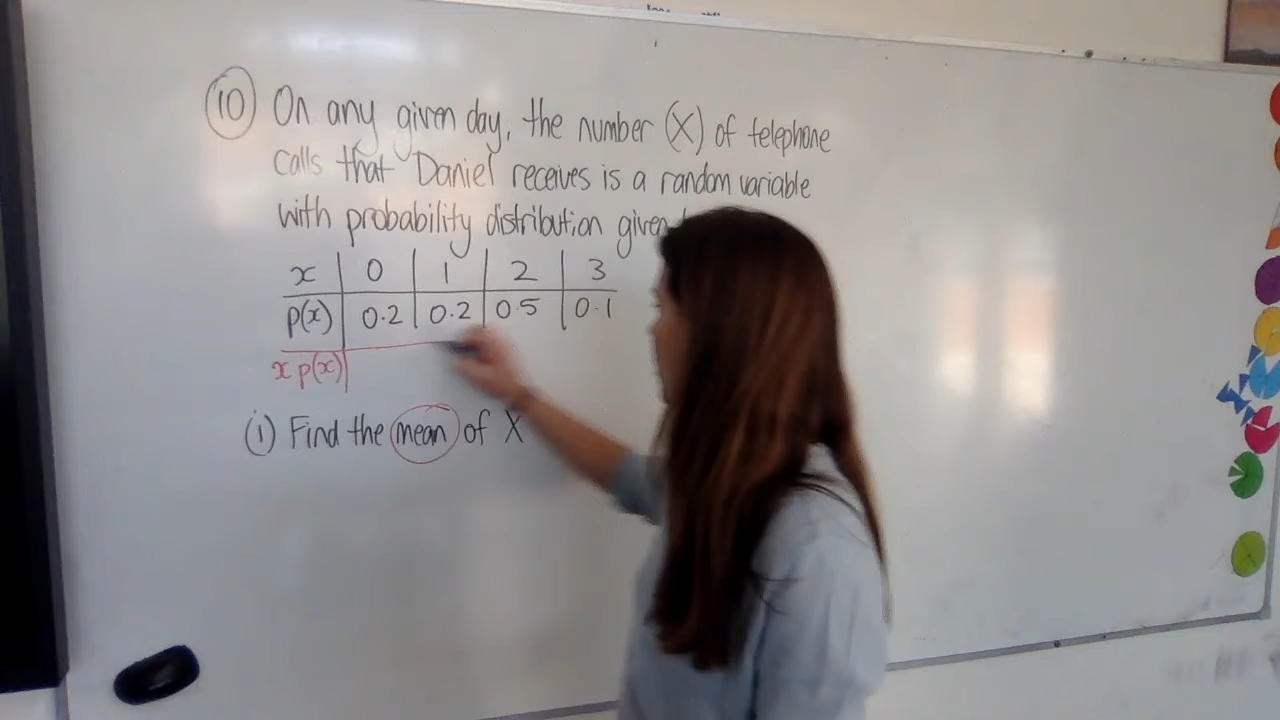 10 On any given day, the number (X) of telephone
calls that Daniel receives is a random variable
with probability distribution given
x 0 1 2 3
p(x) 0.2 0.2 0.5 0.1
x p(x)
(i) Find the mean of X